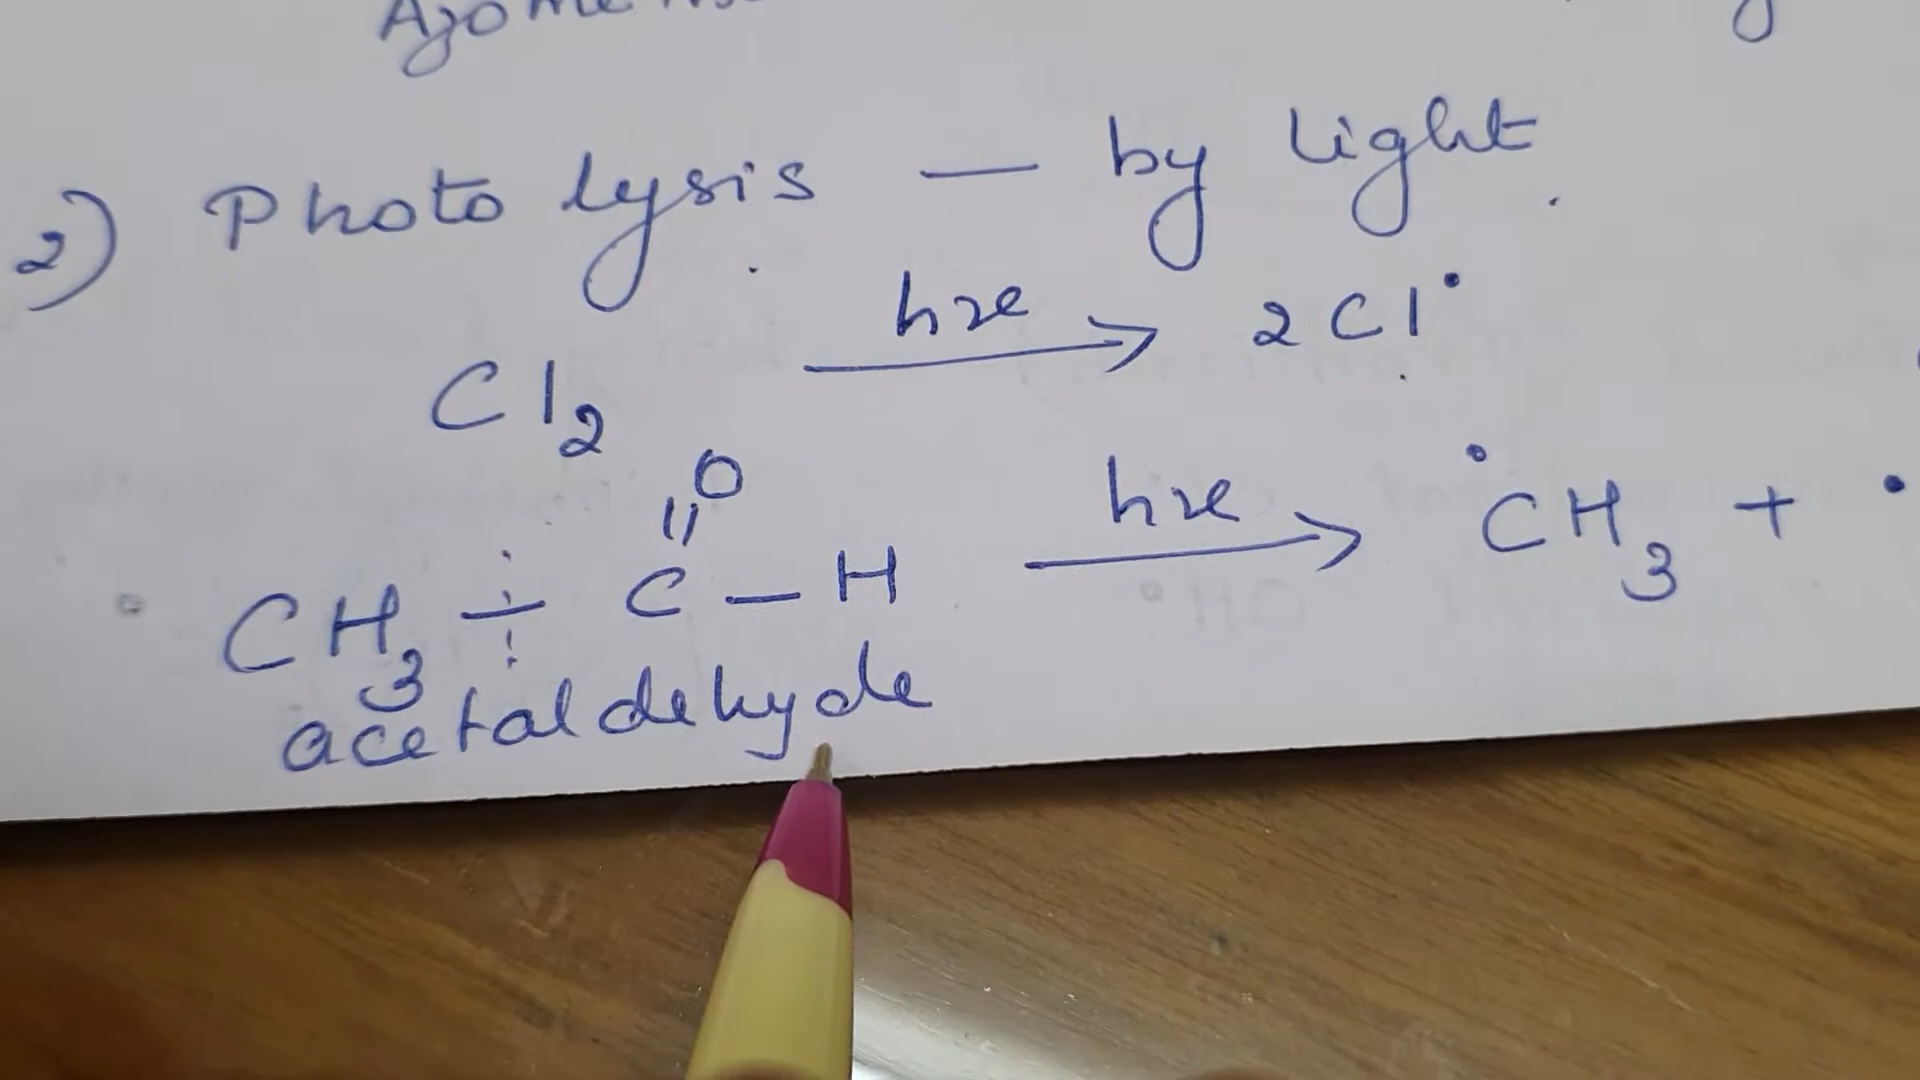 2) Photolysis — by light.
Cl₂ —hν→ 2Cl•
O
||
CH₃ ÷ C – H —hν→ •CH₃ + •
acetaldehyde